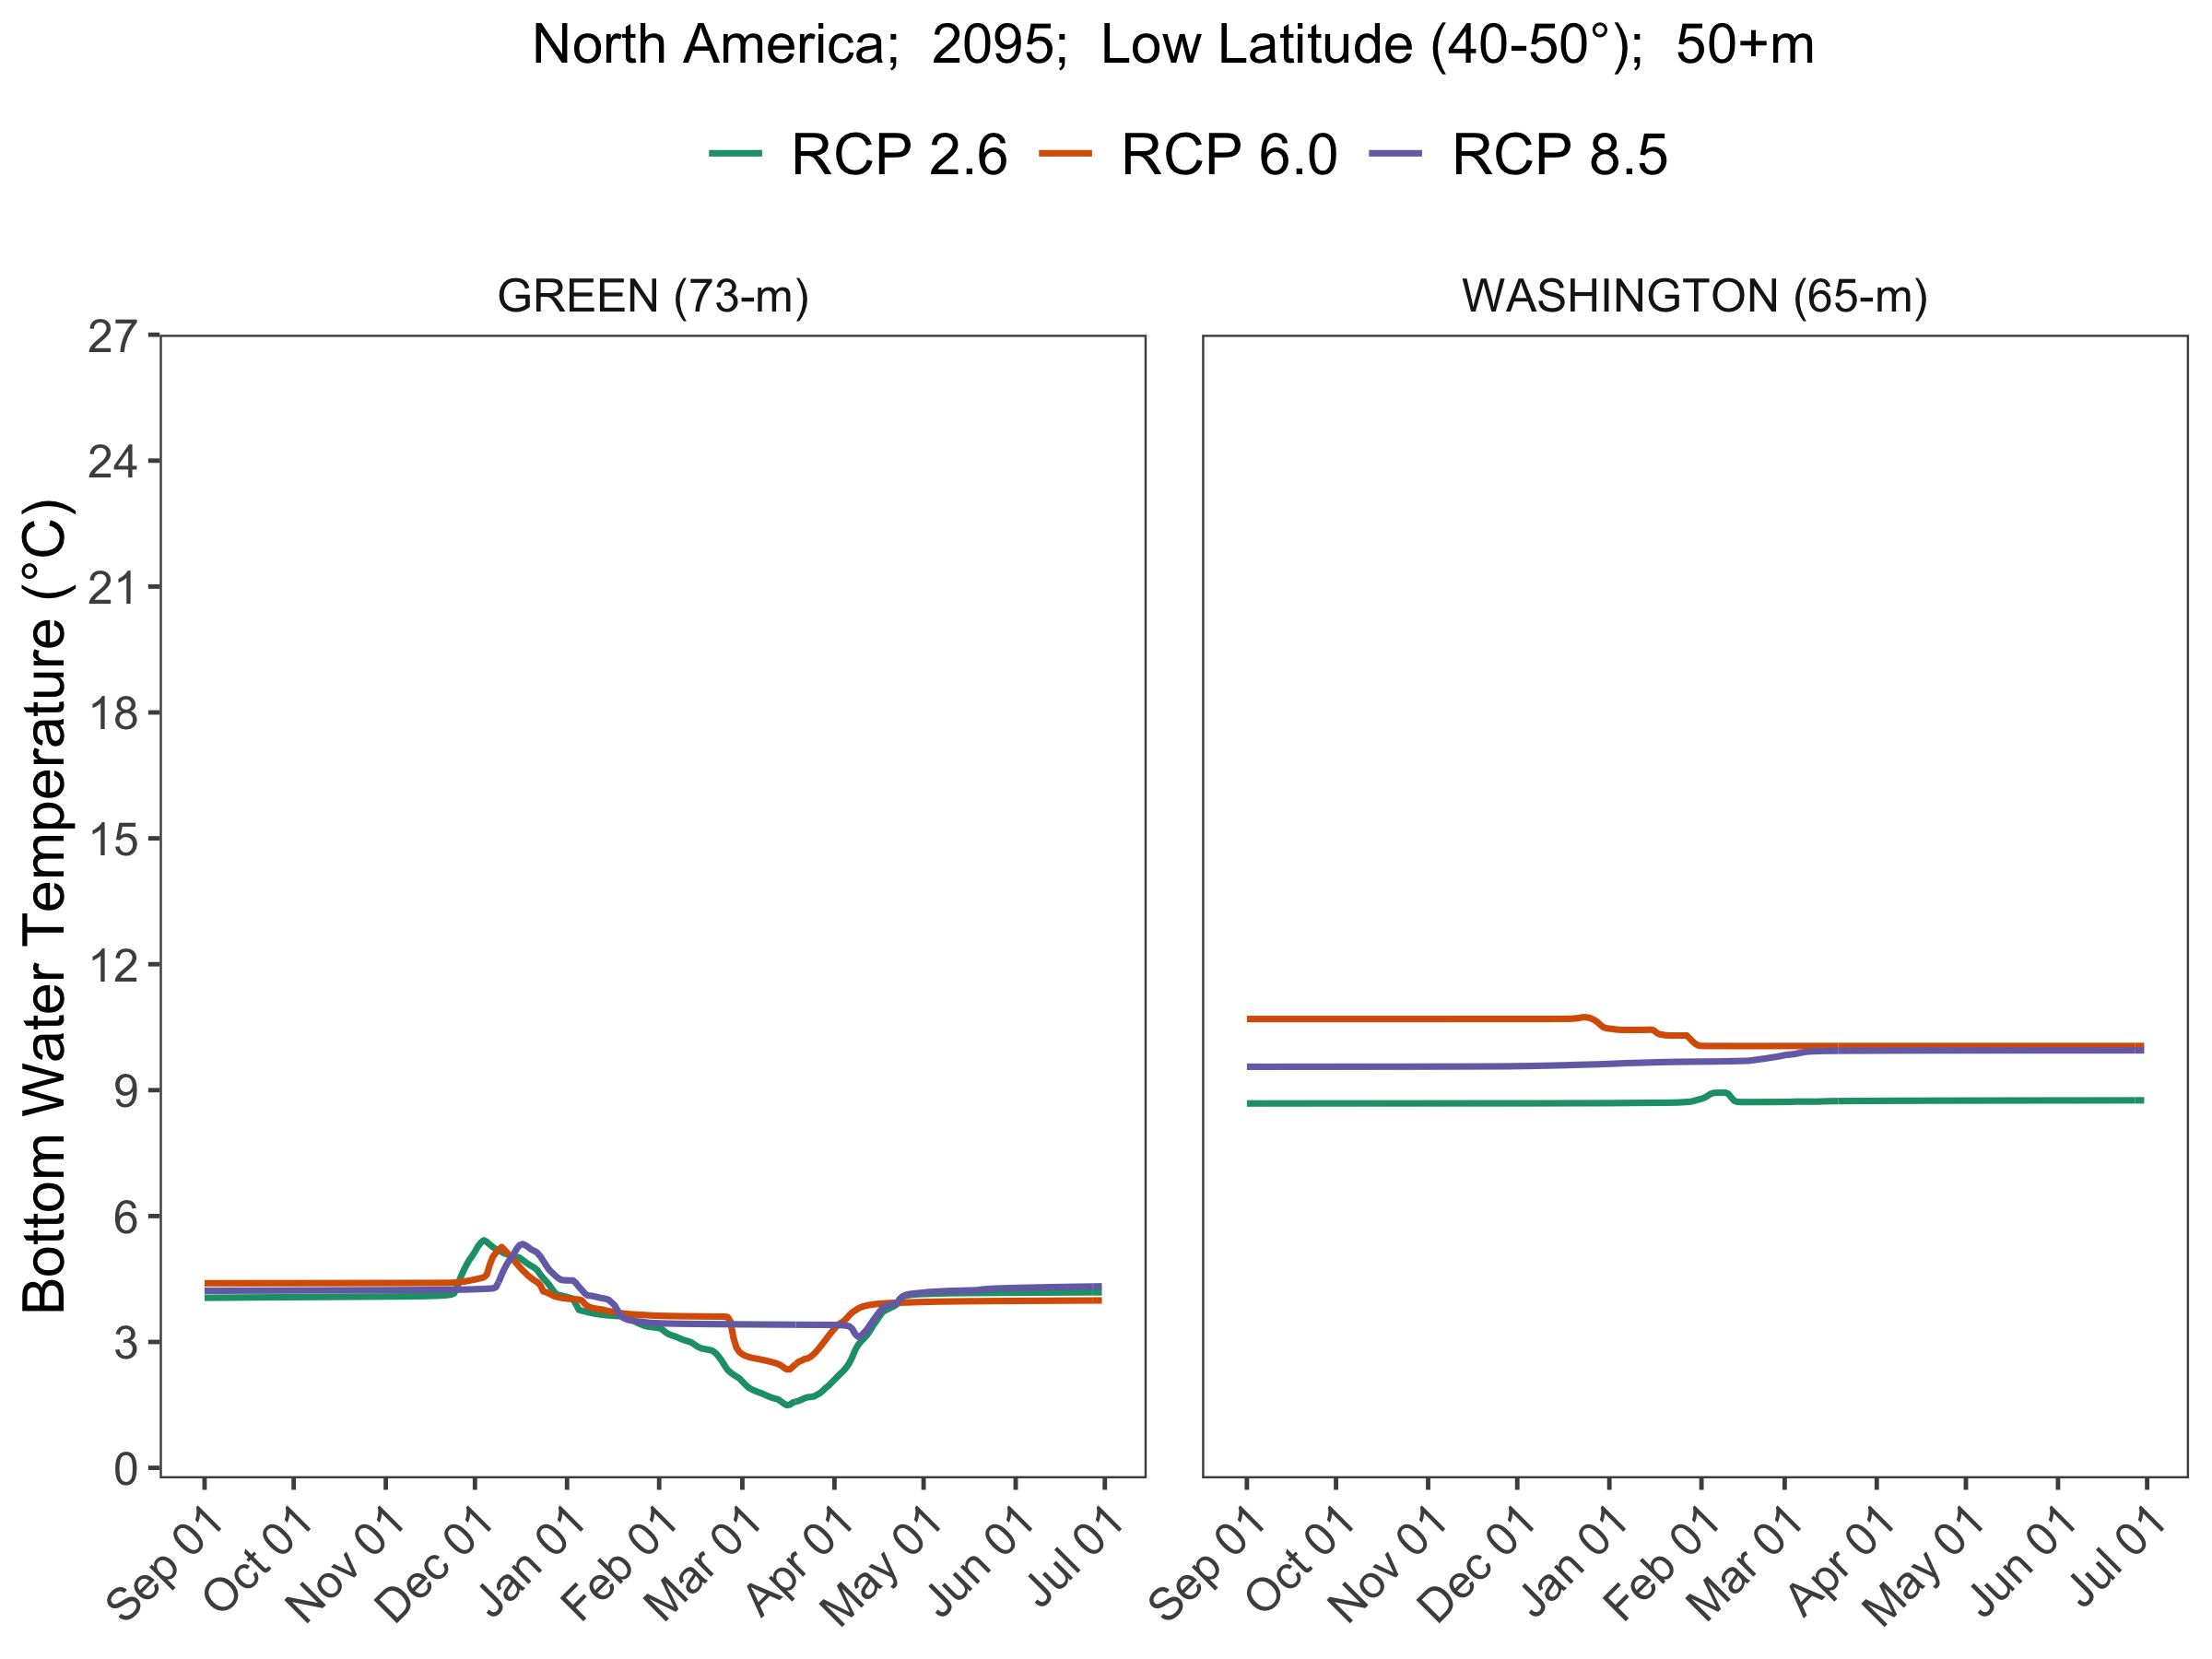 North America;  2095;  Low Latitude (40-50°);  50+m
RCP 2.6 RCP 6.0 RCP 8.5
GREEN (73-m) WASHINGTON (65-m)
Bottom Water Temperature (°C)
27
24
21
18
15
12
9
6
3
0
Sep 01 Oct 01 Nov 01 Dec 01 Jan 01 Feb 01 Mar 01 Apr 01 May 01 Jun 01 Jul 01
Sep 01 Oct 01 Nov 01 Dec 01 Jan 01 Feb 01 Mar 01 Apr 01 May 01 Jun 01 Jul 01